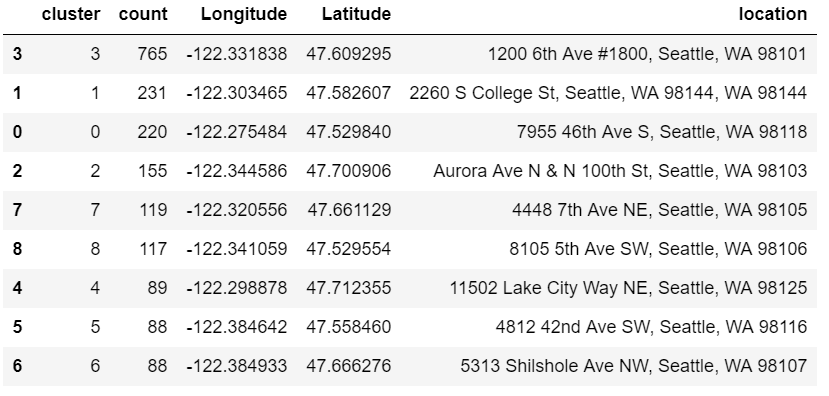 cluster count Longitude Latitude location
3 3 765 -122.331838 47.609295 1200 6th Ave #1800, Seattle, WA 98101
1 1 231 -122.303465 47.582607 2260 S College St, Seattle, WA 98144, WA 98144
0 0 220 -122.275484 47.529840 7955 46th Ave S, Seattle, WA 98118
2 2 155 -122.344586 47.700906 Aurora Ave N & N 100th St, Seattle, WA 98103
7 7 119 -122.320556 47.661129 4448 7th Ave NE, Seattle, WA 98105
8 8 117 -122.341059 47.529554 8105 5th Ave SW, Seattle, WA 98106
4 4 89 -122.298878 47.712355 11502 Lake City Way NE, Seattle, WA 98125
5 5 88 -122.384642 47.558460 4812 42nd Ave SW, Seattle, WA 98116
6 6 88 -122.384933 47.666276 5313 Shilshole Ave NW, Seattle, WA 98107